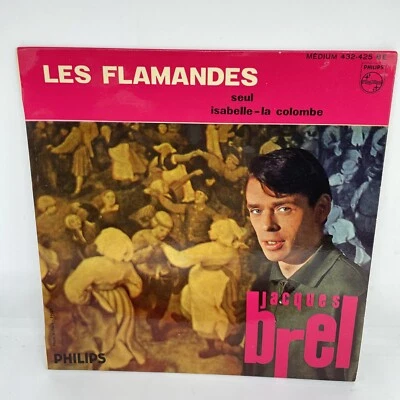 MEDIUM 432-425 BE
PHILIPS
LES FLAMANDES
seul
isabelle-la colombe
jacques
brel
PHILIPS